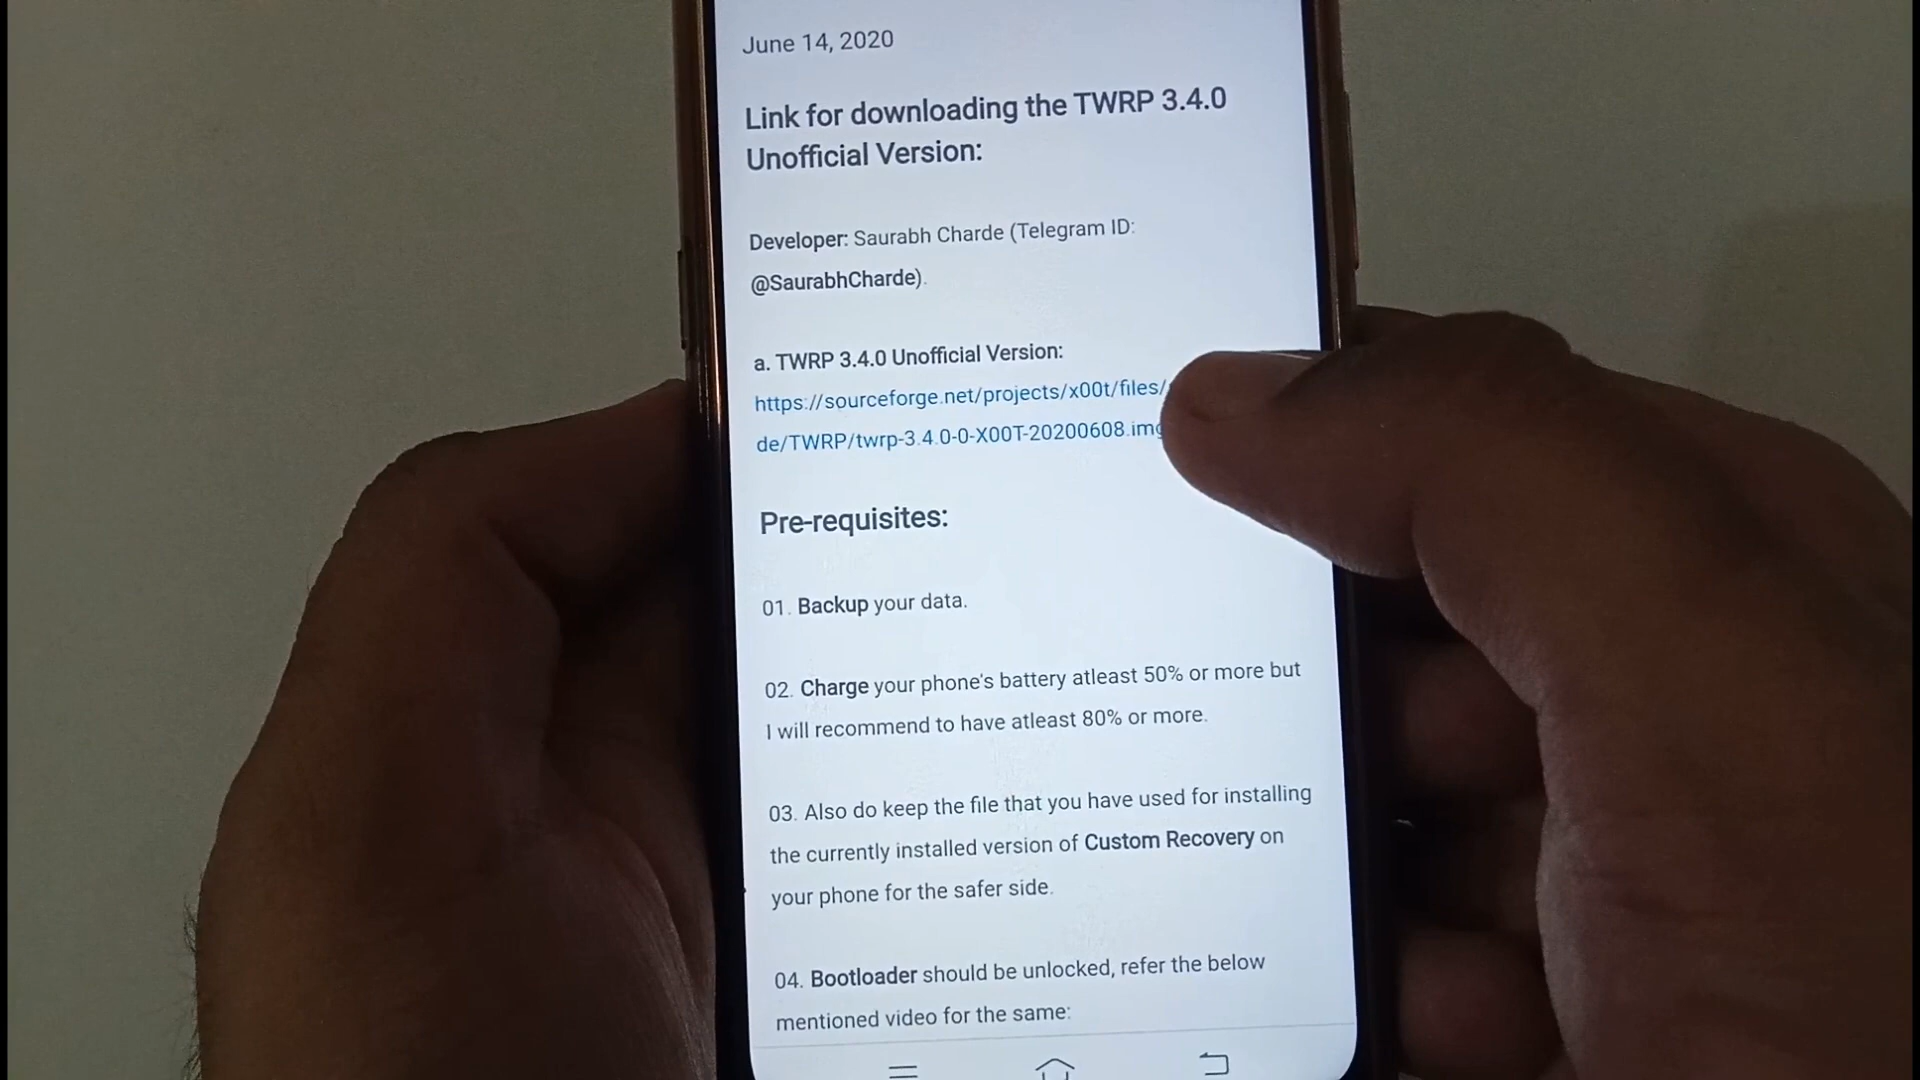 June 14, 2020
Link for downloading the TWRP 3.4.0
Unofficial Version:
Developer: Saurabh Charde (Telegram ID:
@SaurabhCharde).
a. TWRP 3.4.0 Unofficial Version:
https://sourceforge.net/projects/x00t/files/
de/TWRP/twrp-3.4.0-0-X00T-20200608.img
Pre-requisites:
01. Backup your data.
02. Charge your phone's battery atleast 50% or more but
I will recommend to have atleast 80% or more.
03. Also do keep the file that you have used for installing
the currently installed version of Custom Recovery on
your phone for the safer side.
04. Bootloader should be unlocked, refer the below
mentioned video for the same: